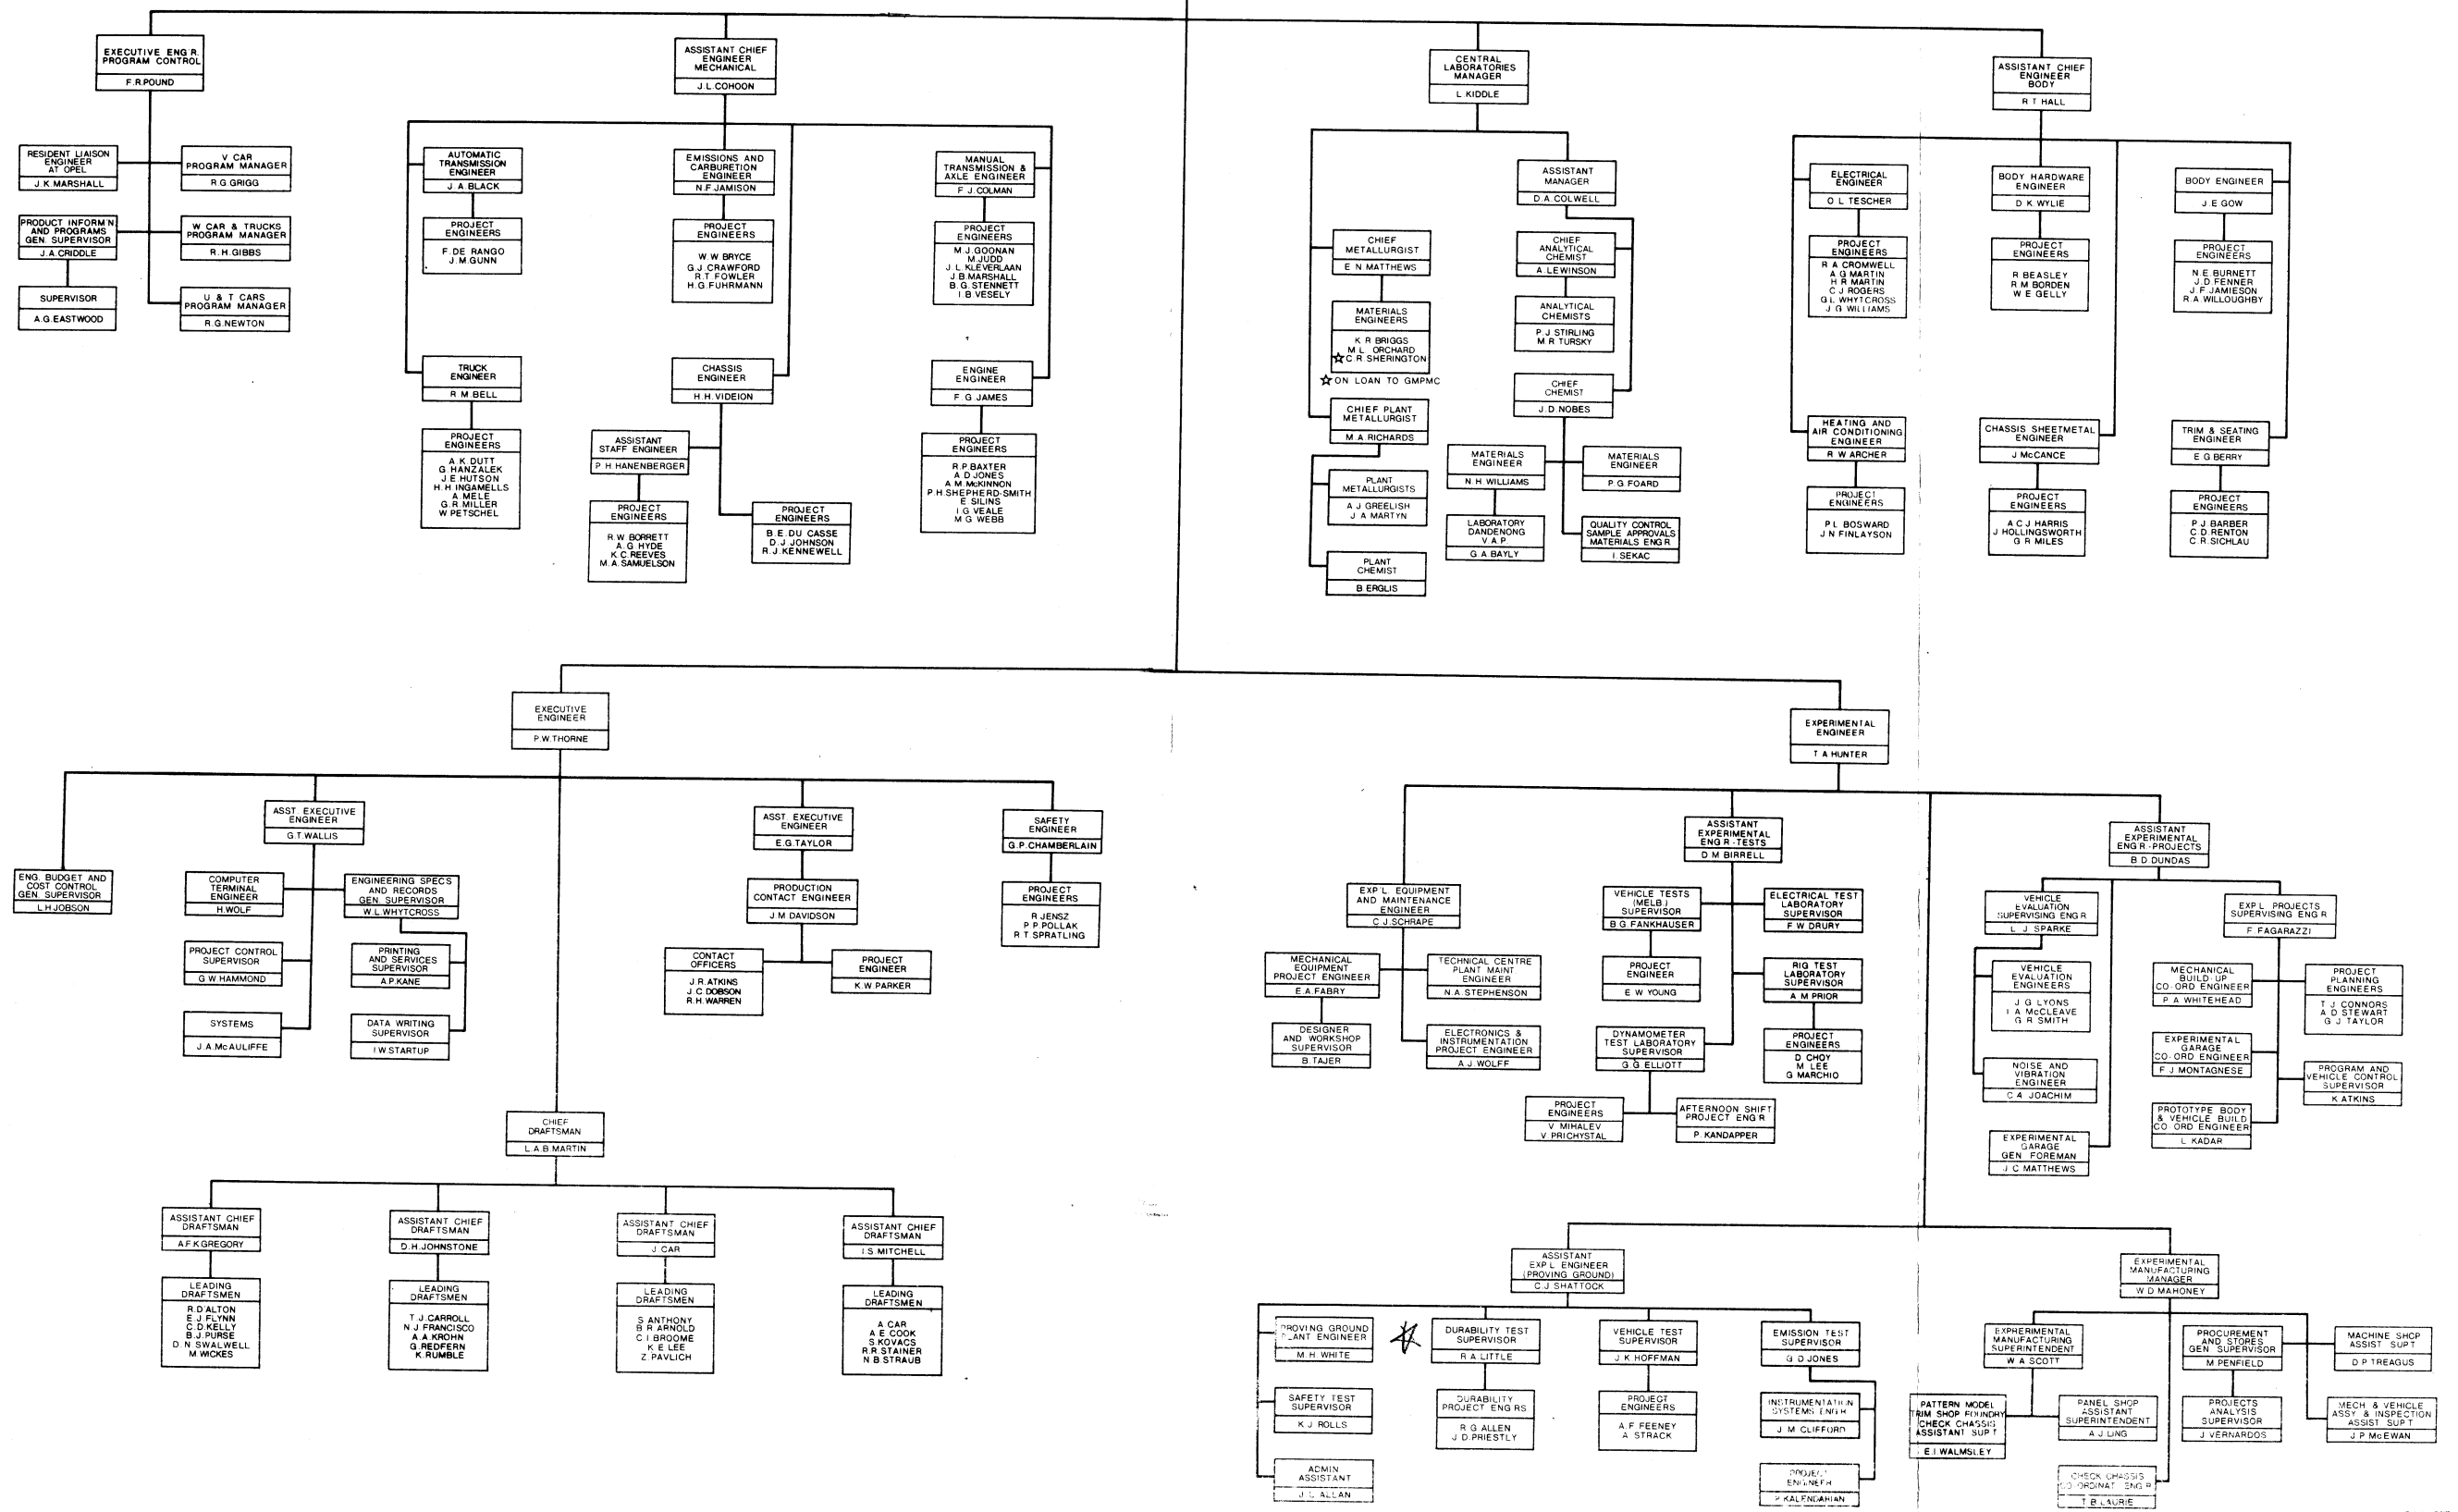 EXECUTIVE ENG'R.
PROGRAM CONTROL
F.R.POUND
RESIDENT LIAISON
ENGINEER
AT OPEL
J.K.MARSHALL
V CAR
PROGRAM MANAGER
R.G.GRIGG
PRODUCT INFORM'N
AND PROGRAMS
GEN. SUPERVISOR
J.A.CRIDDLE
W CAR & TRUCKS
PROGRAM MANAGER
R.H.GIBBS
SUPERVISOR
A.G.EASTWOOD
U & T CARS
PROGRAM MANAGER
R.G.NEWTON
ASSISTANT CHIEF
ENGINEER
MECHANICAL
J.L.COHOON
AUTOMATIC
TRANSMISSION
ENGINEER
J.A.BLACK
PROJECT
ENGINEERS
F.DE RANGO
J.M.GUNN
EMISSIONS AND
CARBURETION
ENGINEER
N.F.JAMISON
PROJECT
ENGINEERS
W.W.BRYCE
G.J.CRAWFORD
R.T.FOWLER
H.G.FUHRMANN
MANUAL
TRANSMISSION &
AXLE ENGINEER
F.J.COLMAN
PROJECT
ENGINEERS
M.J.GOONAN
M.JUDD
J.L.KLEVERLAAN
J.B.MARSHALL
B.G.STENNETT
I.B.VESELY
TRUCK
ENGINEER
R.M.BELL
PROJECT
ENGINEERS
A.K.DUTT
G.HANZALEK
J.E.HUTSON
H.H.INGAMELLS
A.MELE
G.R.MILLER
W.PETSCHEL
CHASSIS
ENGINEER
H.H.VIDEION
ASSISTANT
STAFF ENGINEER
P.H.HANENBERGER
PROJECT
ENGINEERS
R.W.BORRETT
A.G.HYDE
K.C.REEVES
M.A.SAMUELSON
PROJECT
ENGINEERS
B.E.DU CASSE
D.J.JOHNSON
R.J.KENNEWELL
ENGINE
ENGINEER
F.G.JAMES
PROJECT
ENGINEERS
R.P.BAXTER
A.D.JONES
A.M.McKINNON
P.H.SHEPHERD-SMITH
E.SILINS
I.G.VEALE
M.G.WEBB
CENTRAL
LABORATORIES
MANAGER
L.KIDDLE
ASSISTANT
MANAGER
D.A.COLWELL
CHIEF
METALLURGIST
E.N.MATTHEWS
MATERIALS
ENGINEERS
K.R.BRIGGS
M.L.ORCHARD
☆C.R.SHERINGTON
☆ON LOAN TO GMPMC
CHIEF PLANT
METALLURGIST
M.A.RICHARDS
PLANT
METALLURGISTS
A.J.GREELISH
J.A.MARTYN
PLANT
CHEMIST
B.ERGLIS
CHIEF
ANALYTICAL
CHEMIST
A.LEWINSON
ANALYTICAL
CHEMISTS
P.J.STIRLING
M.R.TURSKY
CHIEF
CHEMIST
J.D.NOBES
MATERIALS
ENGINEER
N.H.WILLIAMS
MATERIALS
ENGINEER
P.G.FOARD
LABORATORY
DANDENONG
V.A.P.
G.A.BAYLY
QUALITY CONTROL
SAMPLE APPROVALS
MATERIALS ENG'R
I.SEKAC
ASSISTANT CHIEF
ENGINEER
BODY
R.T.HALL
ELECTRICAL
ENGINEER
O.L.TESCHER
PROJECT
ENGINEERS
R.A.CROMWELL
A.G.MARTIN
H.R.MARTIN
C.J.ROGERS
G.L.WHYTCROSS
J.G.WILLIAMS
BODY HARDWARE
ENGINEER
D.K.WYLIE
PROJECT
ENGINEERS
R.BEASLEY
R.M.BORDEN
W.E.GELLY
BODY ENGINEER
J.E.GOW
PROJECT
ENGINEERS
N.E.BURNETT
J.D.FENNER
J.F.JAMIESON
R.A.WILLOUGHBY
HEATING AND
AIR CONDITIONING
ENGINEER
R.W.ARCHER
PROJECT
ENGINEERS
P.L.BOSWARD
J.N.FINLAYSON
CHASSIS SHEETMETAL
ENGINEER
J.McCANCE
PROJECT
ENGINEERS
A.C.J.HARRIS
J.HOLLINGSWORTH
G.R.MILES
TRIM & SEATING
ENGINEER
E.G.BERRY
PROJECT
ENGINEERS
P.J.BARBER
C.D.RENTON
C.R.SICHLAU
EXECUTIVE
ENGINEER
P.W.THORNE
ENG. BUDGET AND
COST CONTROL
GEN. SUPERVISOR
L.H.JOBSON
ASST. EXECUTIVE
ENGINEER
G.T.WALLIS
COMPUTER
TERMINAL
ENGINEER
H.WOLF
ENGINEERING SPECS
AND RECORDS
GEN. SUPERVISOR
W.L.WHYTCROSS
PROJECT CONTROL
SUPERVISOR
G.W.HAMMOND
PRINTING
AND SERVICES
SUPERVISOR
A.P.KANE
SYSTEMS
J.A.McAULIFFE
DATA WRITING
SUPERVISOR
I.W.STARTUP
ASST. EXECUTIVE
ENGINEER
E.G.TAYLOR
PRODUCTION
CONTACT ENGINEER
J.M.DAVIDSON
CONTACT
OFFICERS
J.R.ATKINS
J.C.DOBSON
R.H.WARREN
PROJECT
ENGINEER
K.W.PARKER
SAFETY
ENGINEER
G.P.CHAMBERLAIN
PROJECT
ENGINEERS
R.JENSZ
P.P.POLLAK
R.T.SPRATLING
CHIEF
DRAFTSMAN
L.A.B.MARTIN
ASSISTANT CHIEF
DRAFTSMAN
A.F.K.GREGORY
LEADING
DRAFTSMEN
R.D'ALTON
E.J.FLYNN
C.D.KELLY
B.J.PURSE
D.N.SWALWELL
M.WICKES
ASSISTANT CHIEF
DRAFTSMAN
D.H.JOHNSTONE
LEADING
DRAFTSMEN
T.J.CARROLL
N.J.FRANCISCO
A.A.KROHN
G.REDFERN
K.RUMBLE
ASSISTANT CHIEF
DRAFTSMAN
J.CAR
LEADING
DRAFTSMEN
S.ANTHONY
B.R.ARNOLD
C.I.BROOME
K.E.LEE
Z.PAVLICH
ASSISTANT CHIEF
DRAFTSMAN
I.S.MITCHELL
LEADING
DRAFTSMEN
A.CAR
A.E.COOK
S.KOVACS
R.R.STAINER
N.B.STRAUB
EXPERIMENTAL
ENGINEER
T.A.HUNTER
EXP'L. EQUIPMENT
AND MAINTENANCE
ENGINEER
C.J.SCHRAPE
MECHANICAL
EQUIPMENT
PROJECT ENGINEER
E.A.FABRY
TECHNICAL CENTRE
PLANT MAINT
ENGINEER
N.A.STEPHENSON
DESIGNER
AND WORKSHOP
SUPERVISOR
B.TAJER
ELECTRONICS &
INSTRUMENTATION
PROJECT ENGINEER
A.J.WOLFF
ASSISTANT
EXPERIMENTAL
ENG'R.-TESTS
D.M.BIRRELL
VEHICLE TESTS
(MELB.)
SUPERVISOR
B.G.FANKHAUSER
ELECTRICAL TEST
LABORATORY
SUPERVISOR
F.W.DRURY
PROJECT
ENGINEER
E.W.YOUNG
RIG TEST
LABORATORY
SUPERVISOR
A.M.PRIOR
DYNAMOMETER
TEST LABORATORY
SUPERVISOR
G.G.ELLIOTT
PROJECT
ENGINEERS
D.CHOY
M.LEE
G.MARCHIO
PROJECT
ENGINEERS
V.MIHALEV
V.PRICHYSTAL
AFTERNOON SHIFT
PROJECT ENG'R
P.KANDAPPER
ASSISTANT
EXPERIMENTAL
ENG'R.-PROJECTS
B.D.DUNDAS
VEHICLE
EVALUATION
SUPERVISING ENG'R
L.J.SPARKE
VEHICLE
EVALUATION
ENGINEERS
J.G.LYONS
I.A.McCLEAVE
G.R.SMITH
NOISE AND
VIBRATION
ENGINEER
C.A.JOACHIM
EXPERIMENTAL
GARAGE
GEN. FOREMAN
J.C.MATTHEWS
EXP'L. PROJECTS
SUPERVISING ENG'R
F.FAGARAZZI
MECHANICAL
BUILD-UP
CO-ORD ENGINEER
P.A.WHITEHEAD
PROJECT
PLANNING
ENGINEERS
T.J.CONNORS
A.D.STEWART
G.J.TAYLOR
EXPERIMENTAL
GARAGE
CO-ORD ENGINEER
F.J.MONTAGNESE
PROGRAM AND
VEHICLE CONTROL
SUPERVISOR
K.ATKINS
PROTOTYPE BODY
& VEHICLE BUILD
CO-ORD ENGINEER
L.KADAR
ASSISTANT
EXP'L. ENGINEER
(PROVING GROUND)
C.J.SHATTOCK
PROVING GROUND
PLANT ENGINEER
M.H.WHITE
SAFETY TEST
SUPERVISOR
K.J.ROLLS
ADMIN
ASSISTANT
J.L.ALLAN
DURABILITY TEST
SUPERVISOR
R.A.LITTLE
DURABILITY
PROJECT ENG'RS
R.G.ALLEN
J.D.PRIESTLY
VEHICLE TEST
SUPERVISOR
J.K.HOFFMAN
PROJECT
ENGINEERS
A.F.FEENEY
A.STRACK
EMISSION TEST
SUPERVISOR
G.D.JONES
INSTRUMENTATION
SYSTEMS ENG'R
J.M.CLIFFORD
PROJECT
ENGINEER
P.KALENDARIAN
EXPERIMENTAL
MANUFACTURING
MANAGER
W.D.MAHONEY
EXPERIMENTAL
MANUFACTURING
SUPERINTENDENT
W.A.SCOTT
PATTERN MODEL
TRIM SHOP FOUNDRY
CHECK CHASSIS
ASSISTANT SUP'T
E.I.WALMSLEY
PANEL SHOP
ASSISTANT
SUPERINTENDENT
A.J.LING
PROCUREMENT
AND STORES
GEN. SUPERVISOR
M.PENFIELD
PROJECTS
ANALYSIS
SUPERVISOR
J.VERNARDOS
MACHINE SHOP
ASSIST. SUP'T
D.P.TREAGUS
MECH. & VEHICLE
ASSY. & INSPECTION
ASSIST SUP'T
J.P.McEWAN
CHECK CHASSIS
CO-ORDINAT. ENG'R
T.B.LAURIE